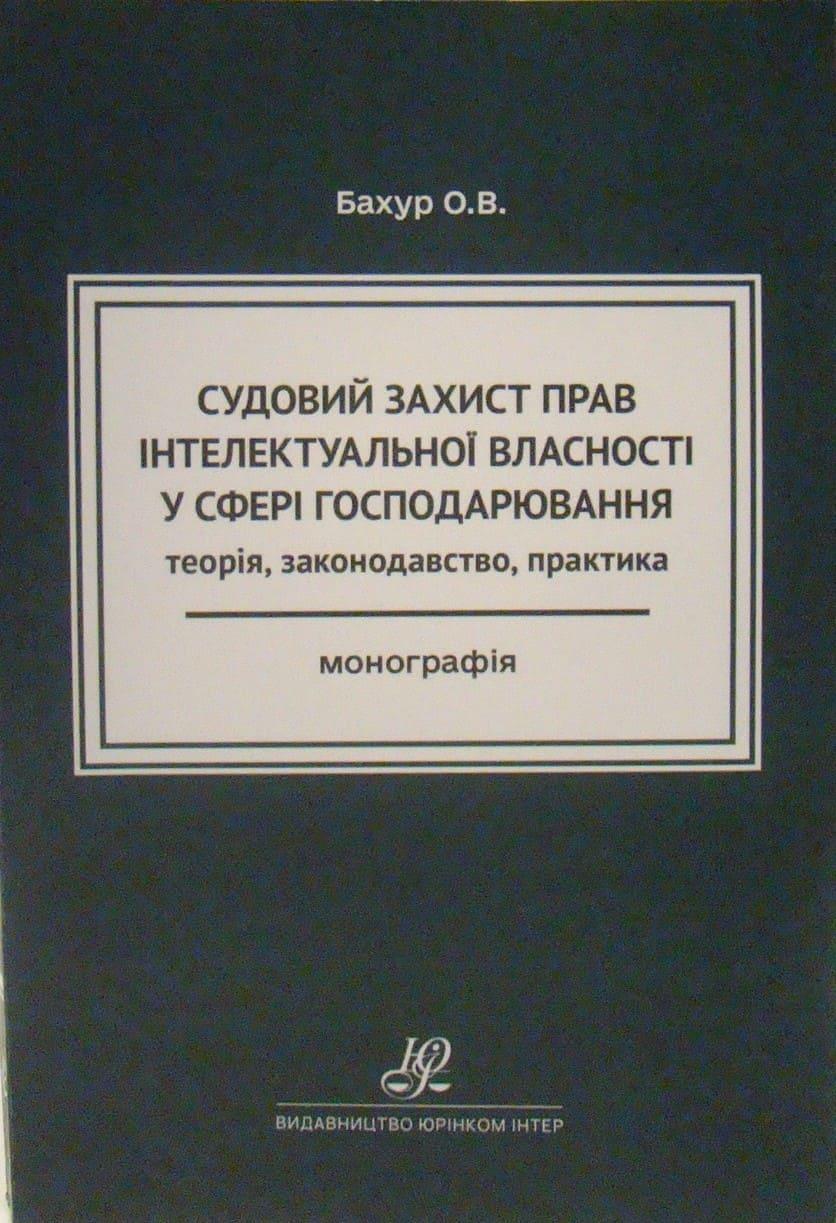 Бахур О.В.
СУДОВИЙ ЗАХИСТ ПРАВ
ІНТЕЛЕКТУАЛЬНОЇ ВЛАСНОСТІ
У СФЕРІ ГОСПОДАРЮВАННЯ
теорія, законодавство, практика
монографія
ВИДАВНИЦТВО ЮРІНКОМ ІНТЕР